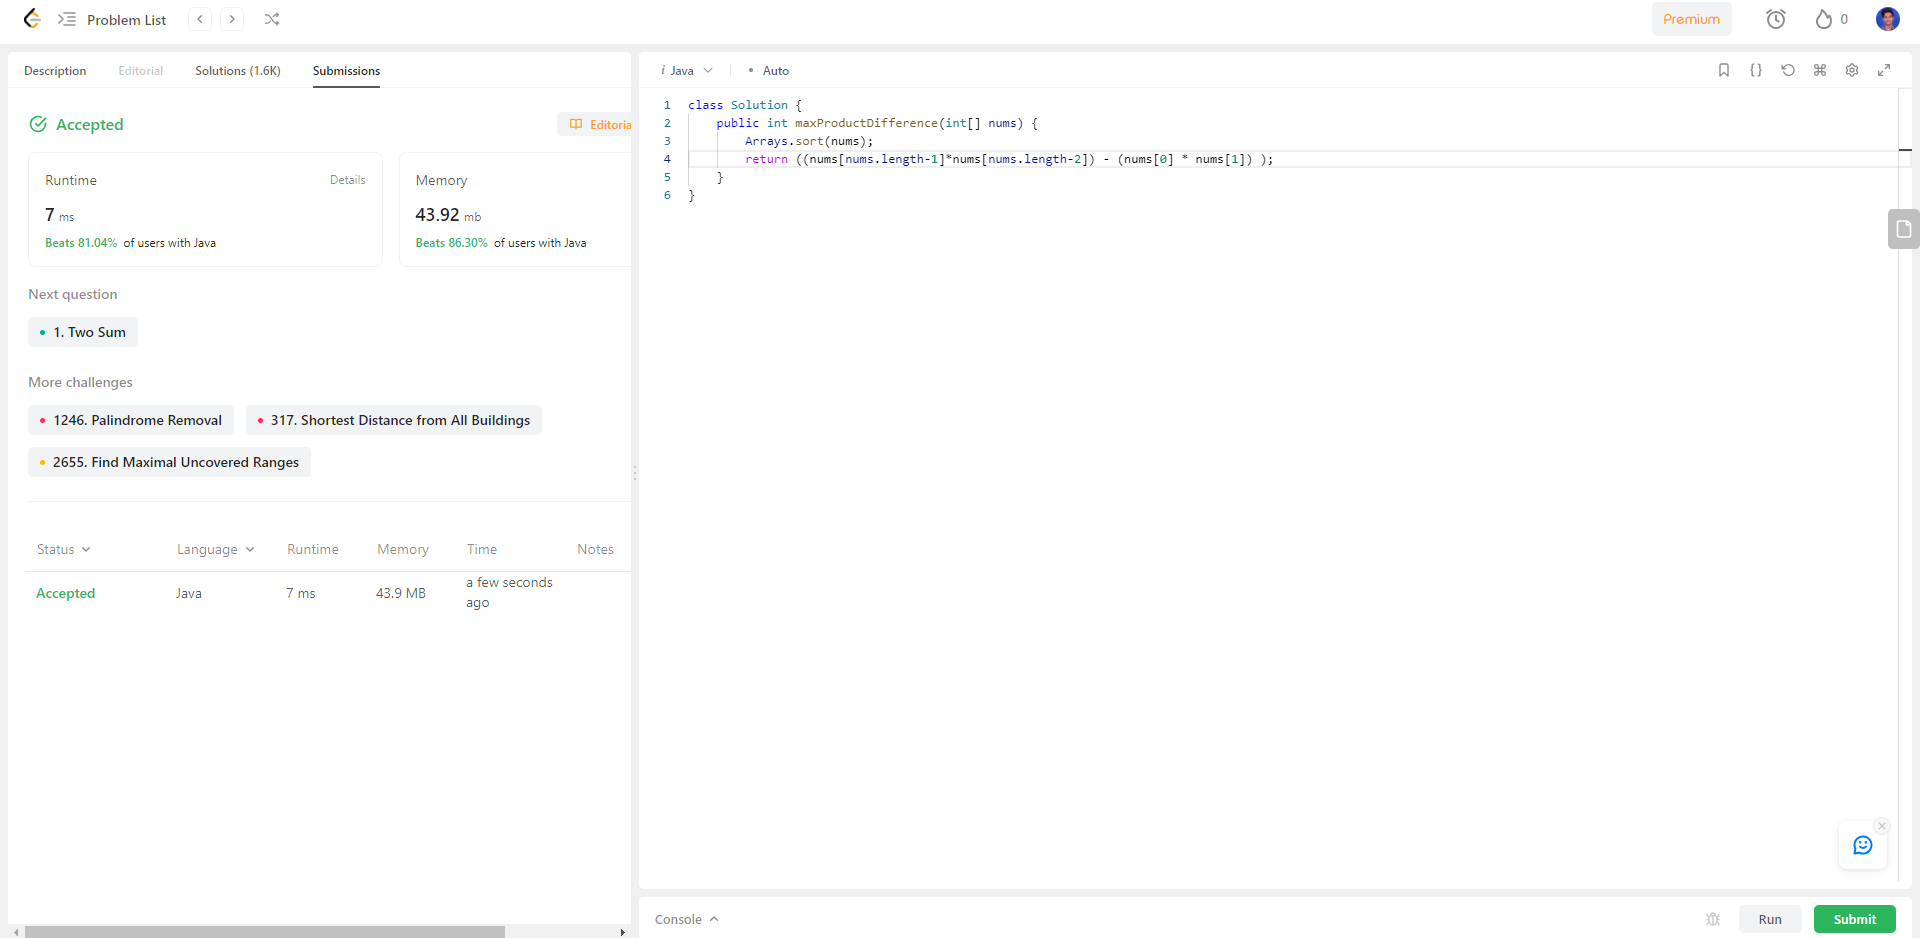 Problem List
Premium
0
Description
Editorial
Solutions (1.6K)
Submissions
Accepted
Editoria
Runtime
Details
7 ms
Beats 81.04% of users with Java
Memory
43.92 mb
Beats 86.30% of users with Java
Next question
1. Two Sum
More challenges
1246. Palindrome Removal
317. Shortest Distance from All Buildings
2655. Find Maximal Uncovered Ranges
Status Language Runtime Memory Time Notes
Accepted Java 7 ms 43.9 MB a few seconds
ago
i Java • Auto
1 class Solution {
2 public int maxProductDifference(int[] nums) {
3 Arrays.sort(nums);
4 return ((nums[nums.length-1]*nums[nums.length-2]) - (nums[0] * nums[1]) );
5 }
6 }
Console
Run
Submit